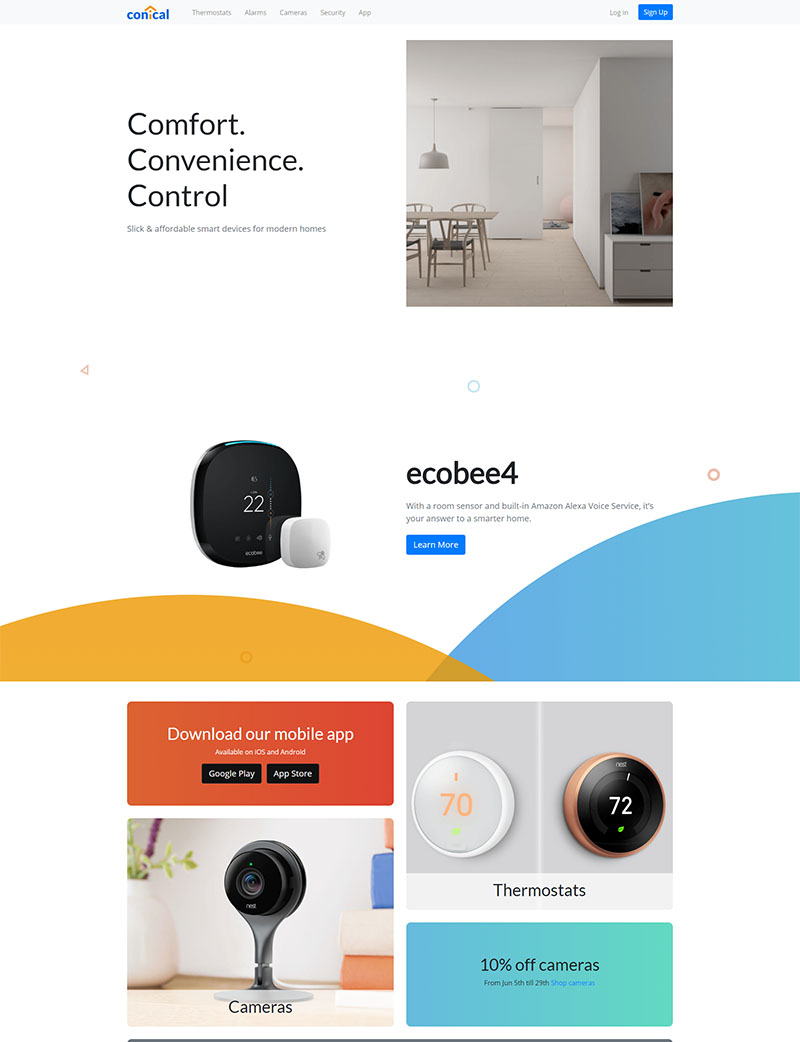 conical
Thermostats Alarms Cameras Security App
Log in Sign Up
Comfort.
Convenience.
Control
Slick & affordable smart devices for modern homes
22
ecobee
ecobee4
With a room sensor and built-in Amazon Alexa Voice Service, it's
your answer to a smarter home.
Learn More
Download our mobile app
Available on iOS and Android
Google Play App Store
nest
70
72
Thermostats
nest
Cameras
10% off cameras
From Jun 5th till 29th Shop cameras